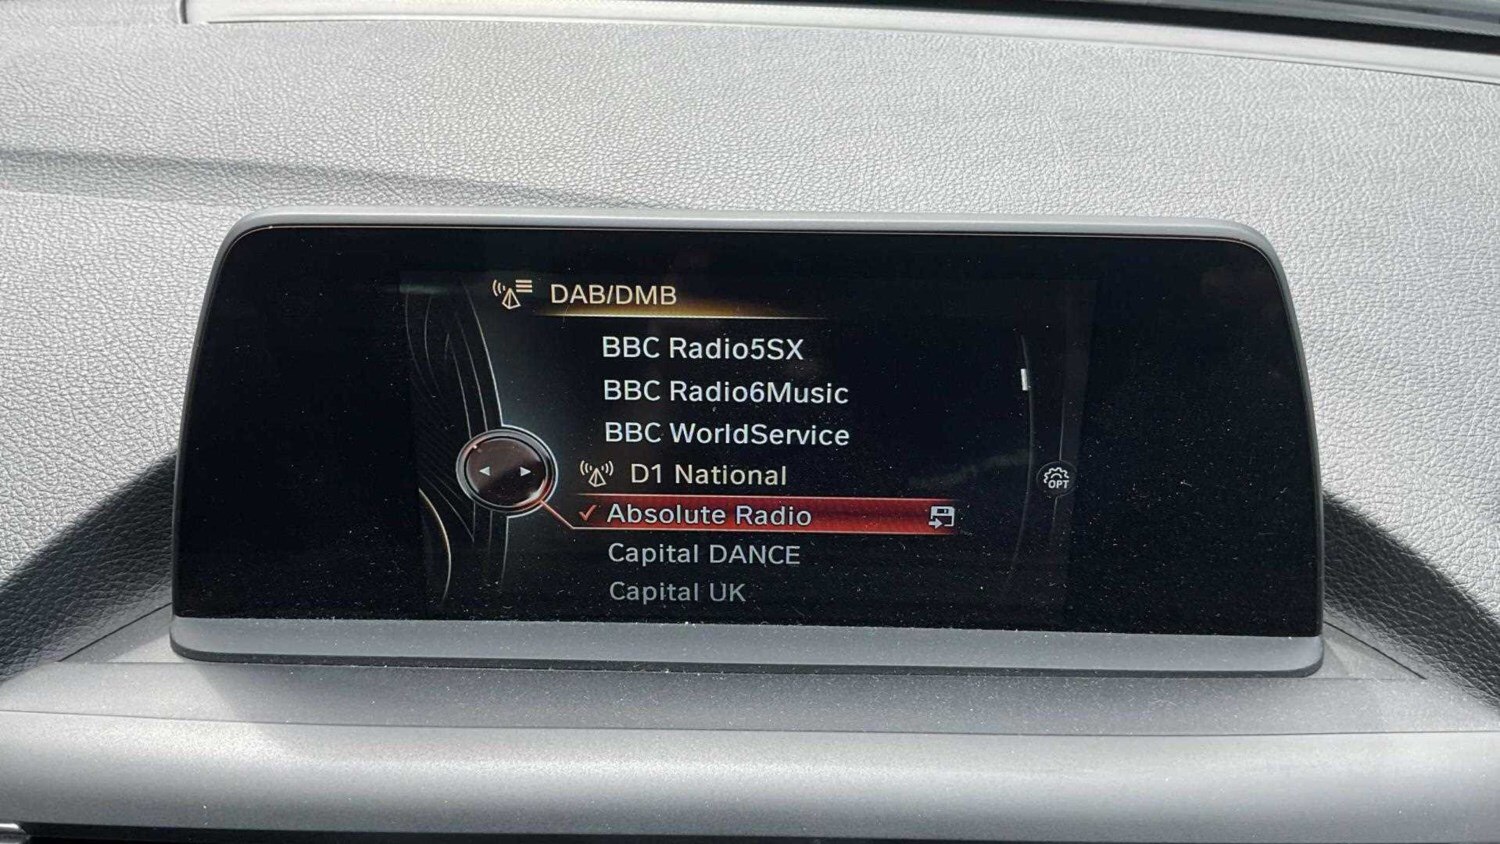 DAB/DMB
BBC Radio5SX
BBC Radio6Music
BBC WorldService
D1 National
OPT
Absolute Radio
Capital DANCE
Capital UK